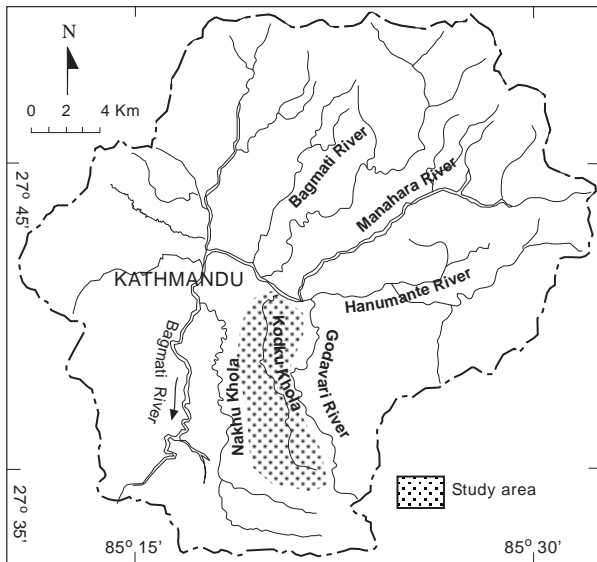 N
0 2 4 Km
Bagmati River
Manahara River
27° 45'
KATHMANDU
Hanumante River
Bagmati River
Nakhu Khola
Kodku Khola
Godavari River
27° 35'
Study area
85° 15'
85° 30'